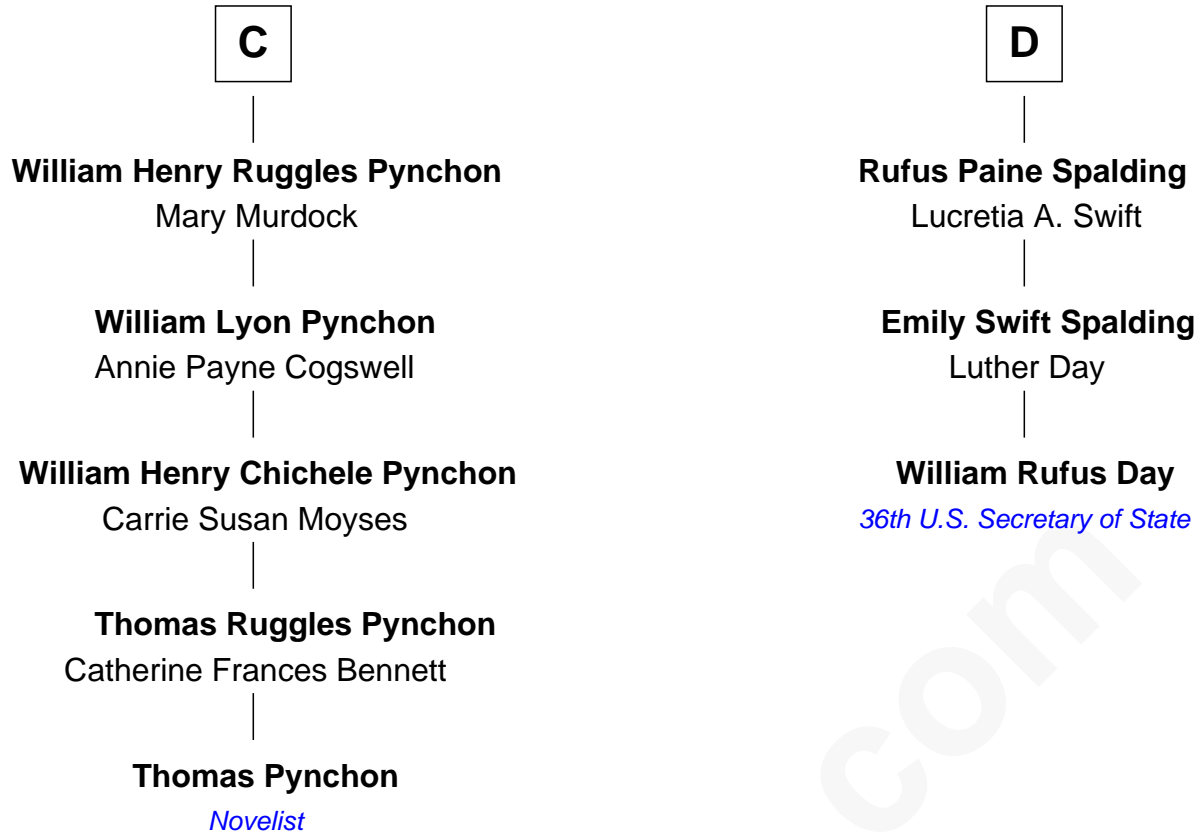 C
William Henry Ruggles Pynchon
Mary Murdock
William Lyon Pynchon
Annie Payne Cogswell
William Henry Chichele Pynchon
Carrie Susan Moyses
Thomas Ruggles Pynchon
Catherine Frances Bennett
Thomas Pynchon
Novelist
D
Rufus Paine Spalding
Lucretia A. Swift
Emily Swift Spalding
Luther Day
William Rufus Day
36th U.S. Secretary of State
com